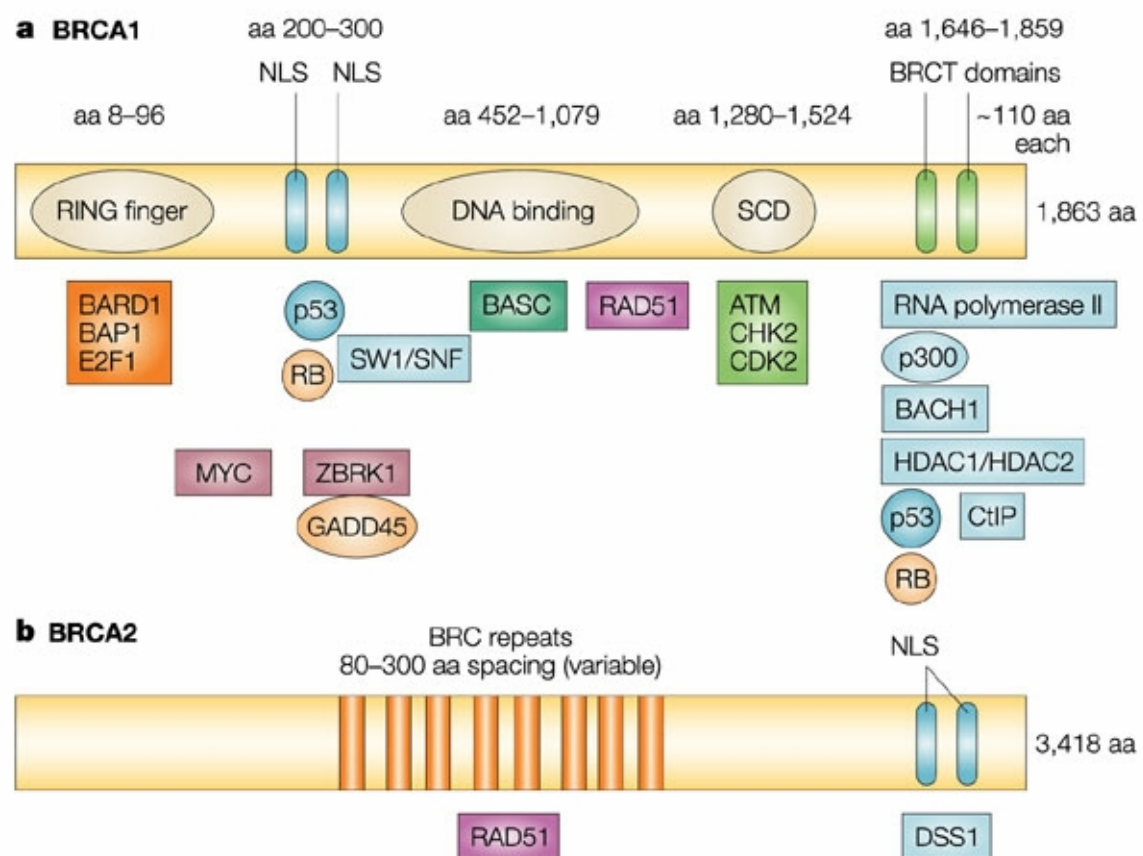 a BRCA1
aa 200–300
aa 1,646–1,859
NLS NLS
BRCT domains
aa 8–96
aa 452–1,079
aa 1,280–1,524
~110 aa
each
RING finger
DNA binding
SCD
1,863 aa
BARD1
BAP1
E2F1
p53
RB
SW1/SNF
BASC
RAD51
ATM
CHK2
CDK2
RNA polymerase II
p300
BACH1
HDAC1/HDAC2
p53
CtIP
RB
MYC
ZBRK1
GADD45
b BRCA2
BRC repeats
80–300 aa spacing (variable)
NLS
3,418 aa
RAD51
DSS1